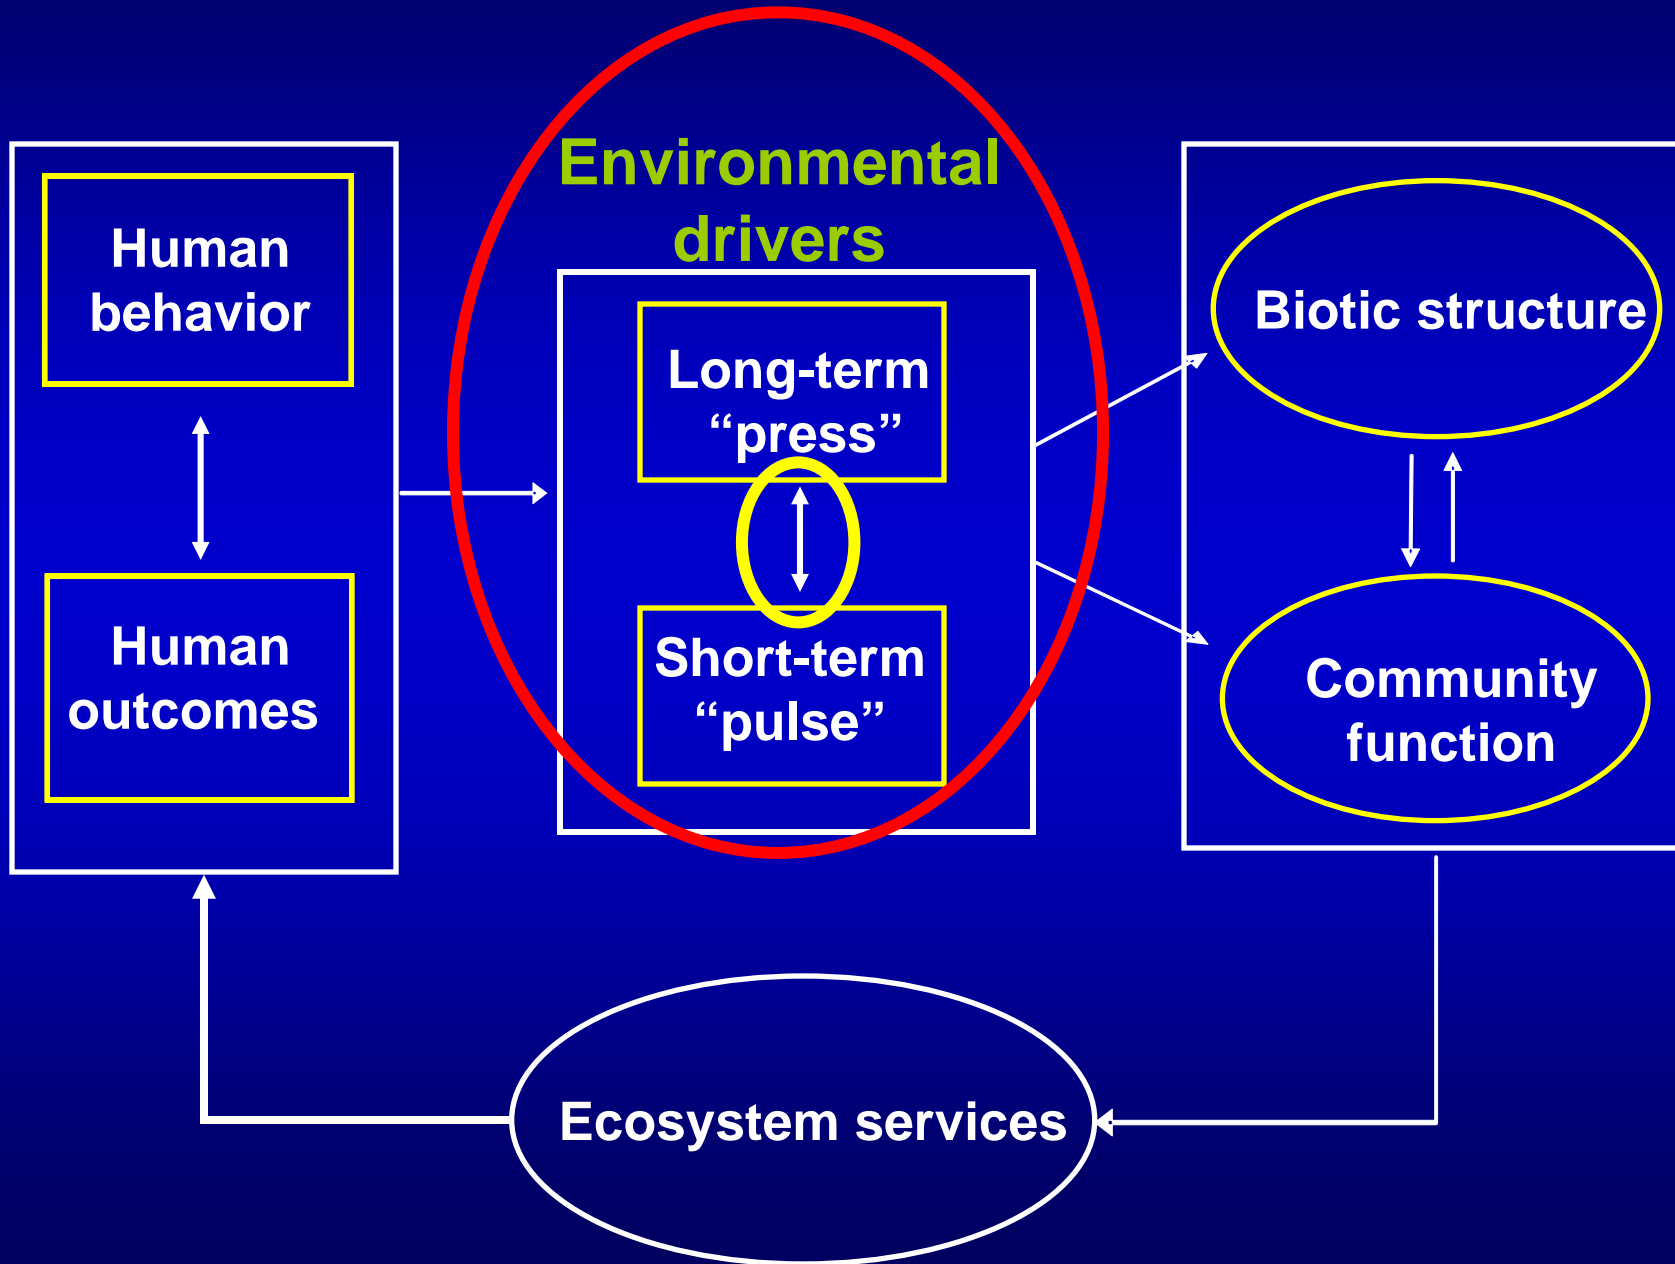 Environmental
drivers
Human
behavior
Human
outcomes
Long-term
“press”
Short-term
“pulse”
Biotic structure
Community
function
Ecosystem services